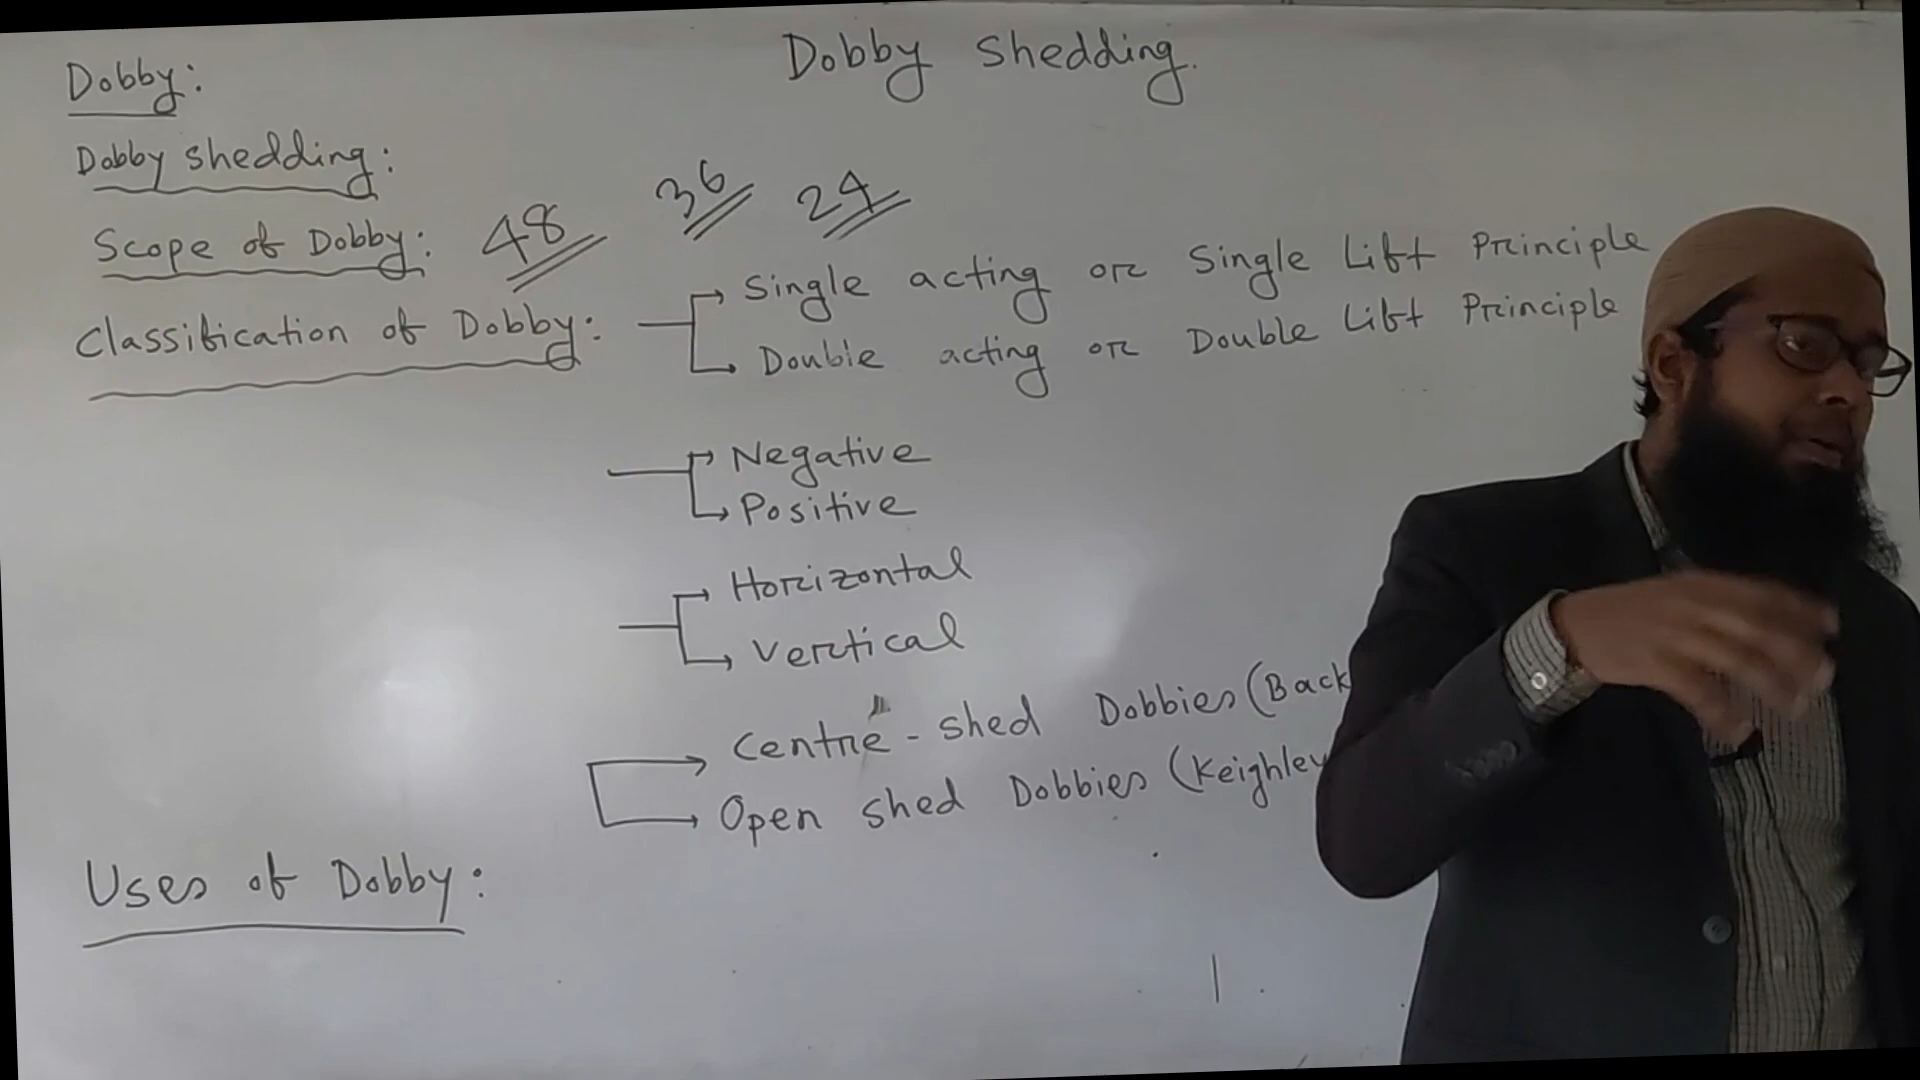 Dobby Shedding.
Dobby:
Dobby shedding:
Scope of Dobby: 48 36 24
Classification of Dobby: Single acting or Single Lift Principle
Double acting or Double Lift Principle
Negative
Positive
Horizontal
Vertical
Centre-shed Dobbies (Back
Open shed Dobbies (Keighley
Uses of Dobby: